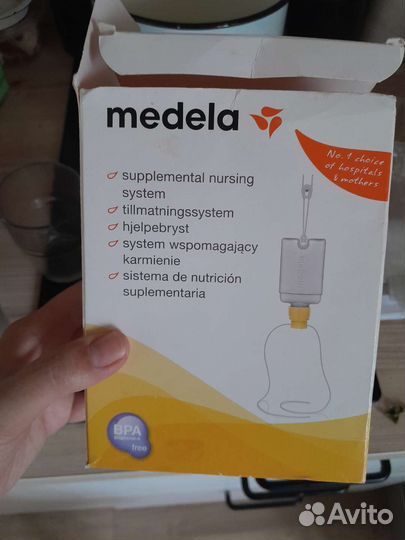 medela
No. 1 choice
of hospitals
& mothers
supplemental nursing
system
tillmatningssystem
hjelpebryst
system wspomagający
karmienie
sistema de nutrición
suplementaria
BPA
free
Avito